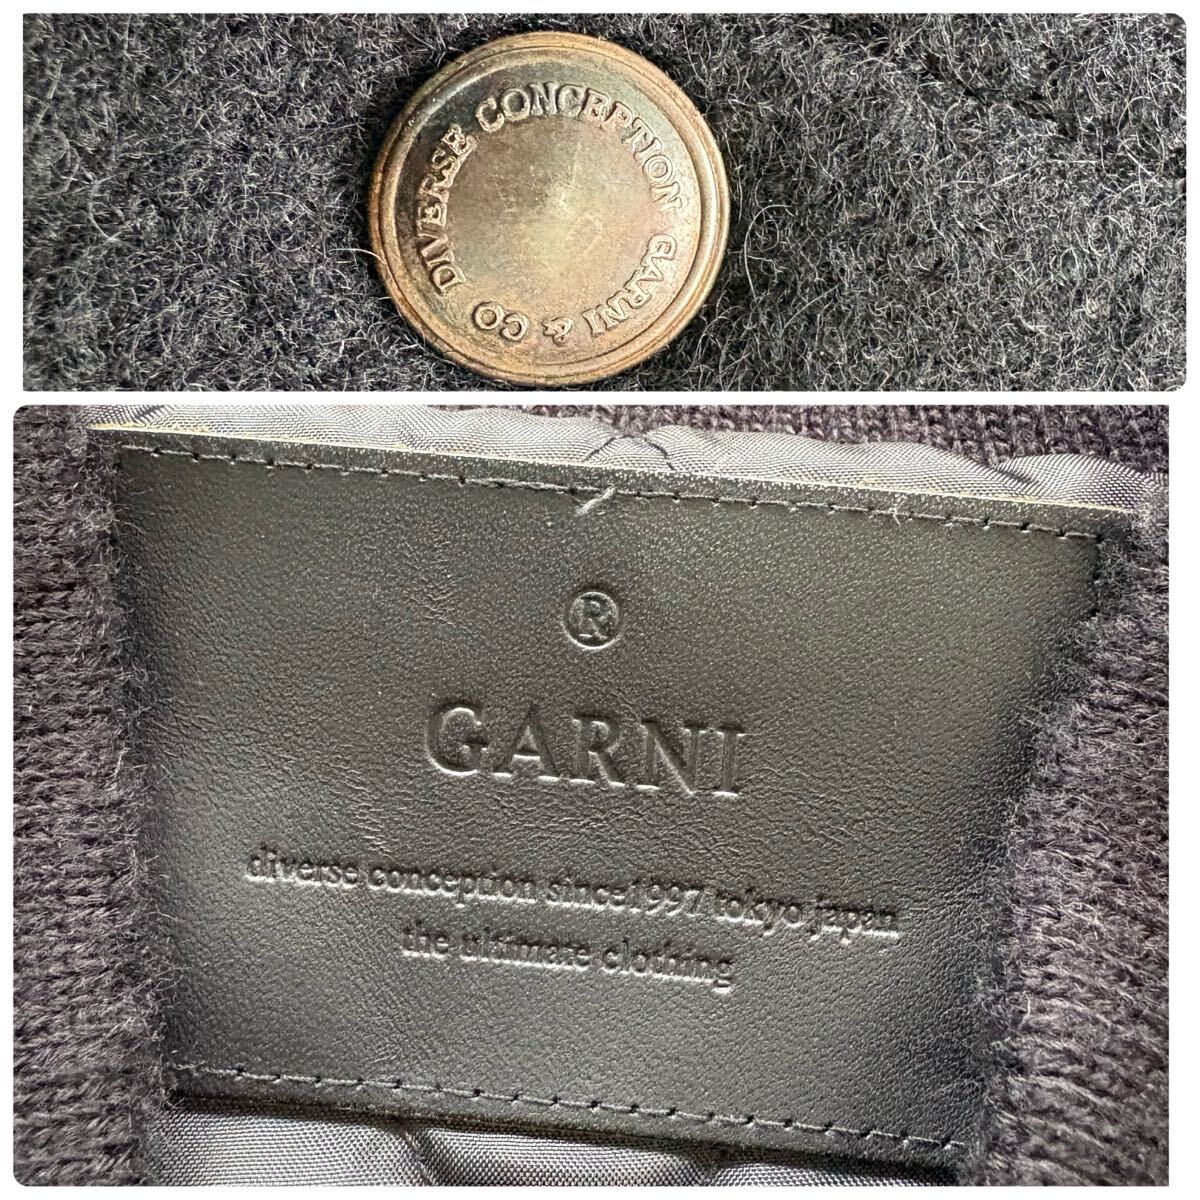 DIVERSE CONCEPTION GARNI & CO
®
GARNI
diverse conception since1997 tokyo japan
the ultimate clothing